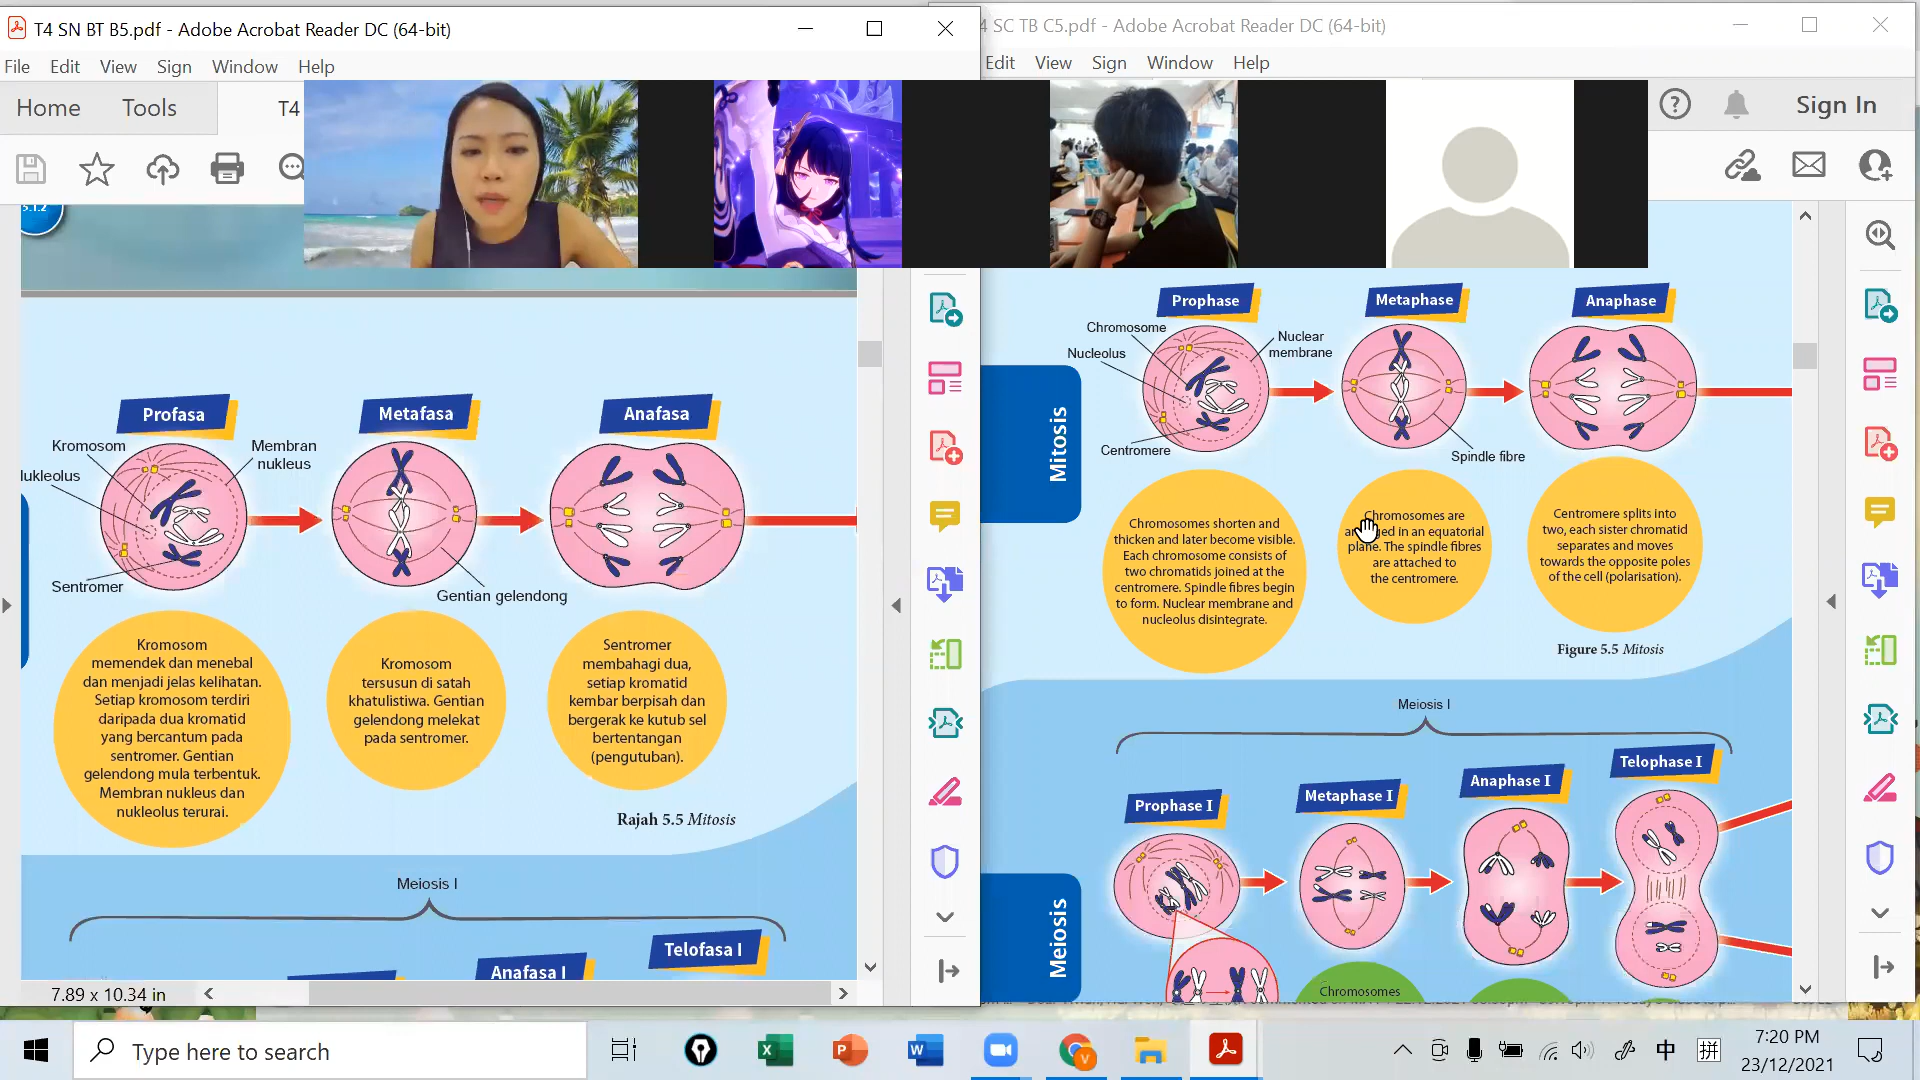 T4 SN BT B5.pdf - Adobe Acrobat Reader DC (64-bit)
File Edit View Sign Window Help
Home Tools T4
5.1.2
Profasa
Metafasa
Anafasa
Kromosom
Membran
nukleus
ukleolus
Sentromer
Gentian gelendong
Kromosom
memendek dan menebal
dan menjadi jelas kelihatan.
Setiap kromosom terdiri
daripada dua kromatid
yang bercantum pada
sentromer. Gentian
gelendong mula terbentuk.
Membran nukleus dan
nukleolus terurai.
Kromosom
tersusun di satah
khatulistiwa. Gentian
gelendong melekat
pada sentromer.
Sentromer
membahagi dua,
setiap kromatid
kembar berpisah dan
bergerak ke kutub sel
bertentangan
(pengutuban).
Rajah 5.5 Mitosis
Meiosis I
Anafasa I
Telofasa I
7.89 x 10.34 in
4 SC TB C5.pdf - Adobe Acrobat Reader DC (64-bit)
Edit View Sign Window Help
Sign In
Mitosis
Prophase
Metaphase
Anaphase
Chromosome
Nucleolus
Nuclear
membrane
Centromere
Spindle fibre
Chromosomes shorten and
thicken and later become visible.
Each chromosome consists of
two chromatids joined at the
centromere. Spindle fibres begin
to form. Nuclear membrane and
nucleolus disintegrate.
Chromosomes are
in an equatorial
plane. The spindle fibres
are attached to
the centromere.
Centromere splits into
two, each sister chromatid
separates and moves
towards the opposite poles
of the cell (polarisation).
Figure 5.5 Mitosis
Meiosis I
Meiosis
Prophase I
Metaphase I
Anaphase I
Telophase I
Chromosomes
Type here to search
中 拼
7:20 PM
23/12/2021